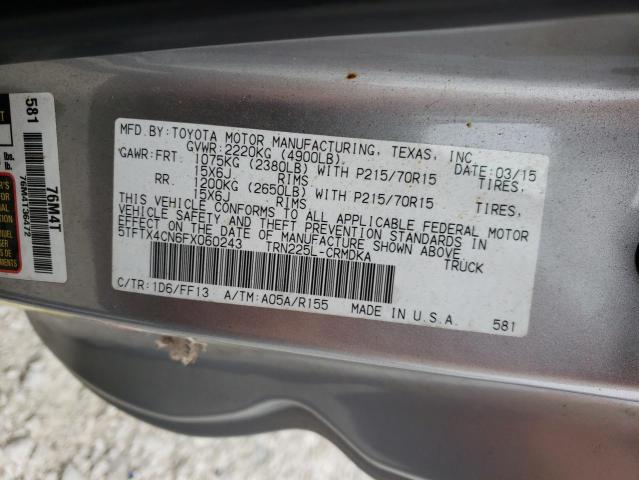 MFD.BY:TOYOTA MOTOR MANUFACTURING, TEXAS, INC.
GVWR:2220KG (4900LB). DATE:03/15
GAWR:FRT. 1075KG (2380LB) WITH P215/70R15 TIRES,
15X6J RIMS
RR. 1200KG (2650LB) WITH P215/70R15 TIRES,
15X6J RIMS
THIS VEHICLE CONFORMS TO ALL APPLICABLE FEDERAL MOTOR
VEHICLE SAFETY AND THEFT PREVENTION STANDARDS IN
EFFECT ON THE DATE OF MANUFACTURE SHOWN ABOVE
5TFTX4CN6FX060243 TRN225L-CRMDKA TRUCK
C/TR:1D6/FF13 A/TM:A05A/R155 MADE IN U.S.A. 581
581
76M4T
lbs.
lb.